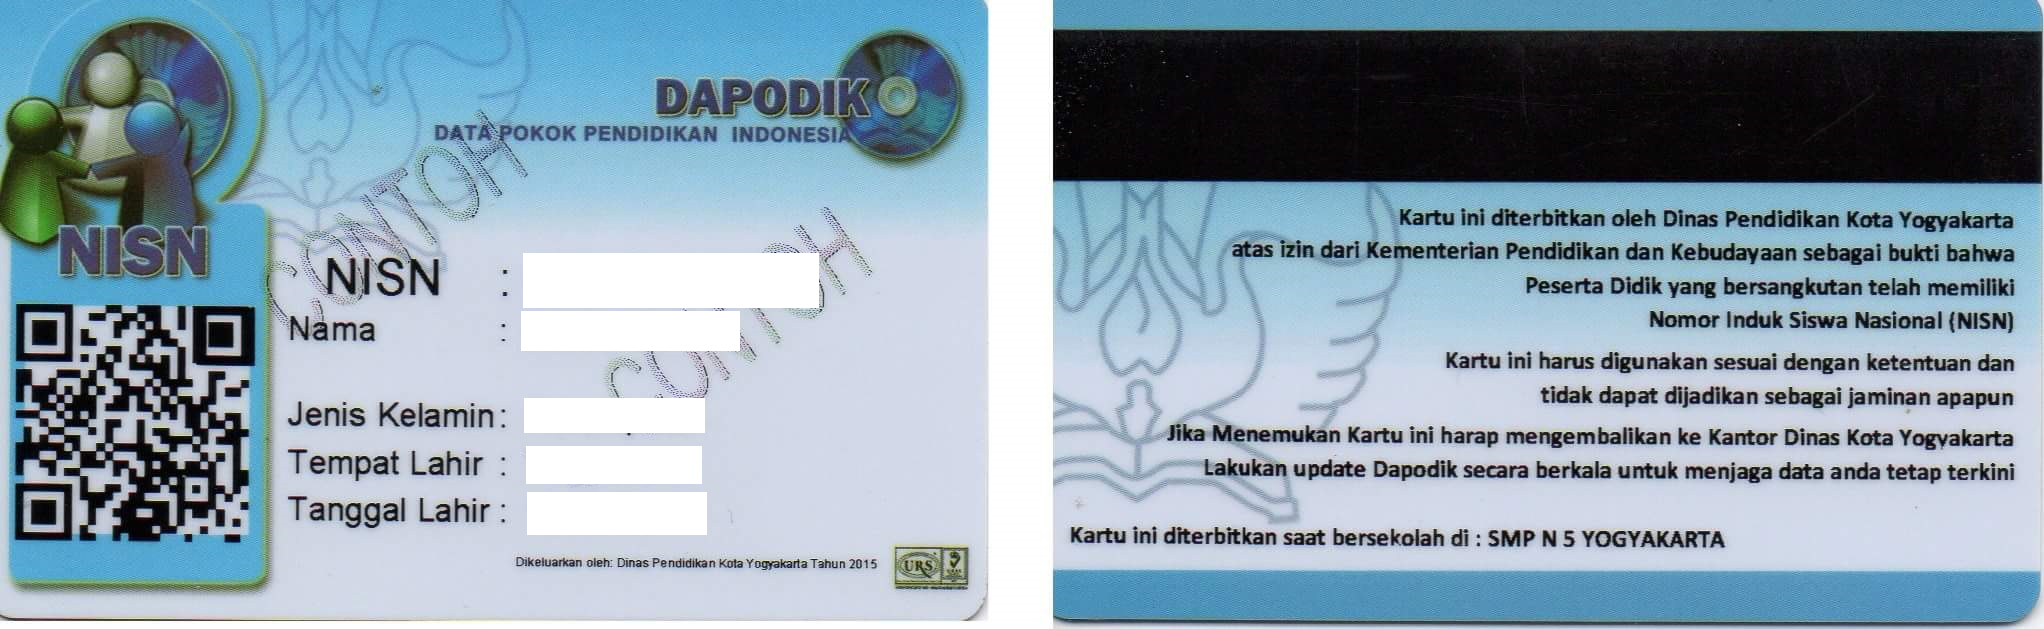 DAPODIK
DATA POKOK PENDIDIKAN INDONESIA
NISN
CONTOH
CONTOH
NISN :
Nama :
Jenis Kelamin :
Tempat Lahir :
Tanggal Lahir :
Dikeluarkan oleh: Dinas Pendidikan Kota Yogyakarta Tahun 2015
URS
Kartu ini diterbitkan oleh Dinas Pendidikan Kota Yogyakarta
atas izin dari Kementerian Pendidikan dan Kebudayaan sebagai bukti bahwa
Peserta Didik yang bersangkutan telah memiliki
Nomor Induk Siswa Nasional (NISN)
Kartu ini harus digunakan sesuai dengan ketentuan dan
tidak dapat dijadikan sebagai jaminan apapun
Jika Menemukan Kartu ini harap mengembalikan ke Kantor Dinas Kota Yogyakarta
Lakukan update Dapodik secara berkala untuk menjaga data anda tetap terkini
Kartu ini diterbitkan saat bersekolah di : SMP N 5 YOGYAKARTA